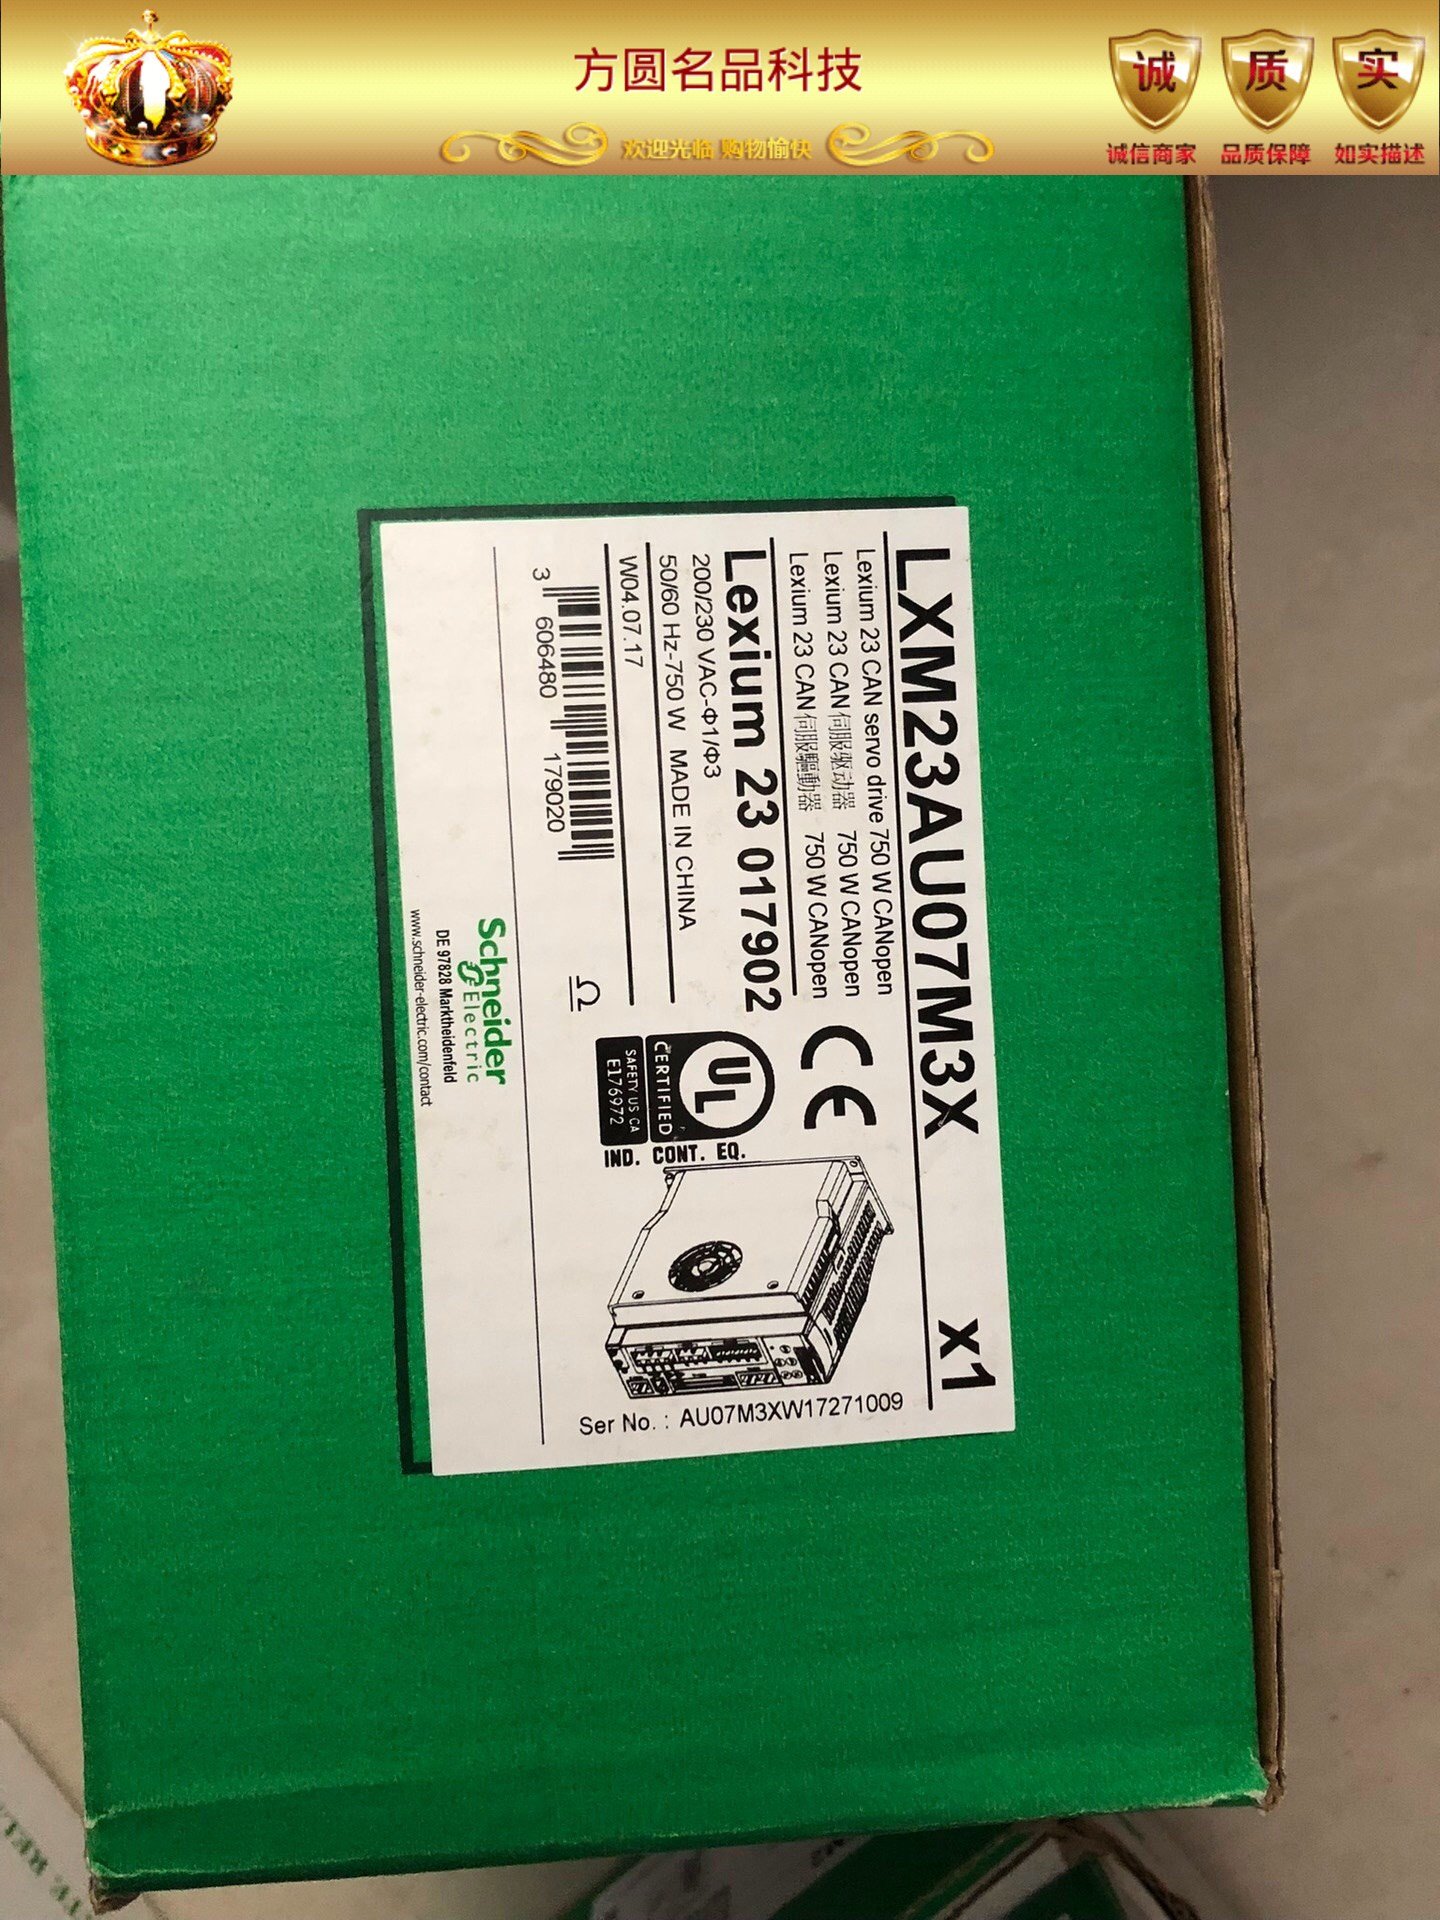 方圆名品科技
欢迎光临 购物愉快
诚 质 实
诚信商家 品质保障 如实描述
LXM23AU07M3X x1
Lexium 23 CAN servo drive 750 W CANopen
Lexium 23 CAN 伺服驱动器 750 W CANopen
Lexium 23 CAN 伺服驅動器 750 W CANopen
Lexium 23 017902
200/230 VAC-Φ1/Φ3
50/60 Hz-750 W MADE IN CHINA
W04.07.17
3 606480 179020
Ω
CE
UL
CERTIFIED
SAFETY US CA
E176972
IND. CONT. EQ.
Ser No. : AU07M3XW17271009
Schneider
Electric
DE 97828 Marktheidenfeld
www.schneider-electric.com/contact